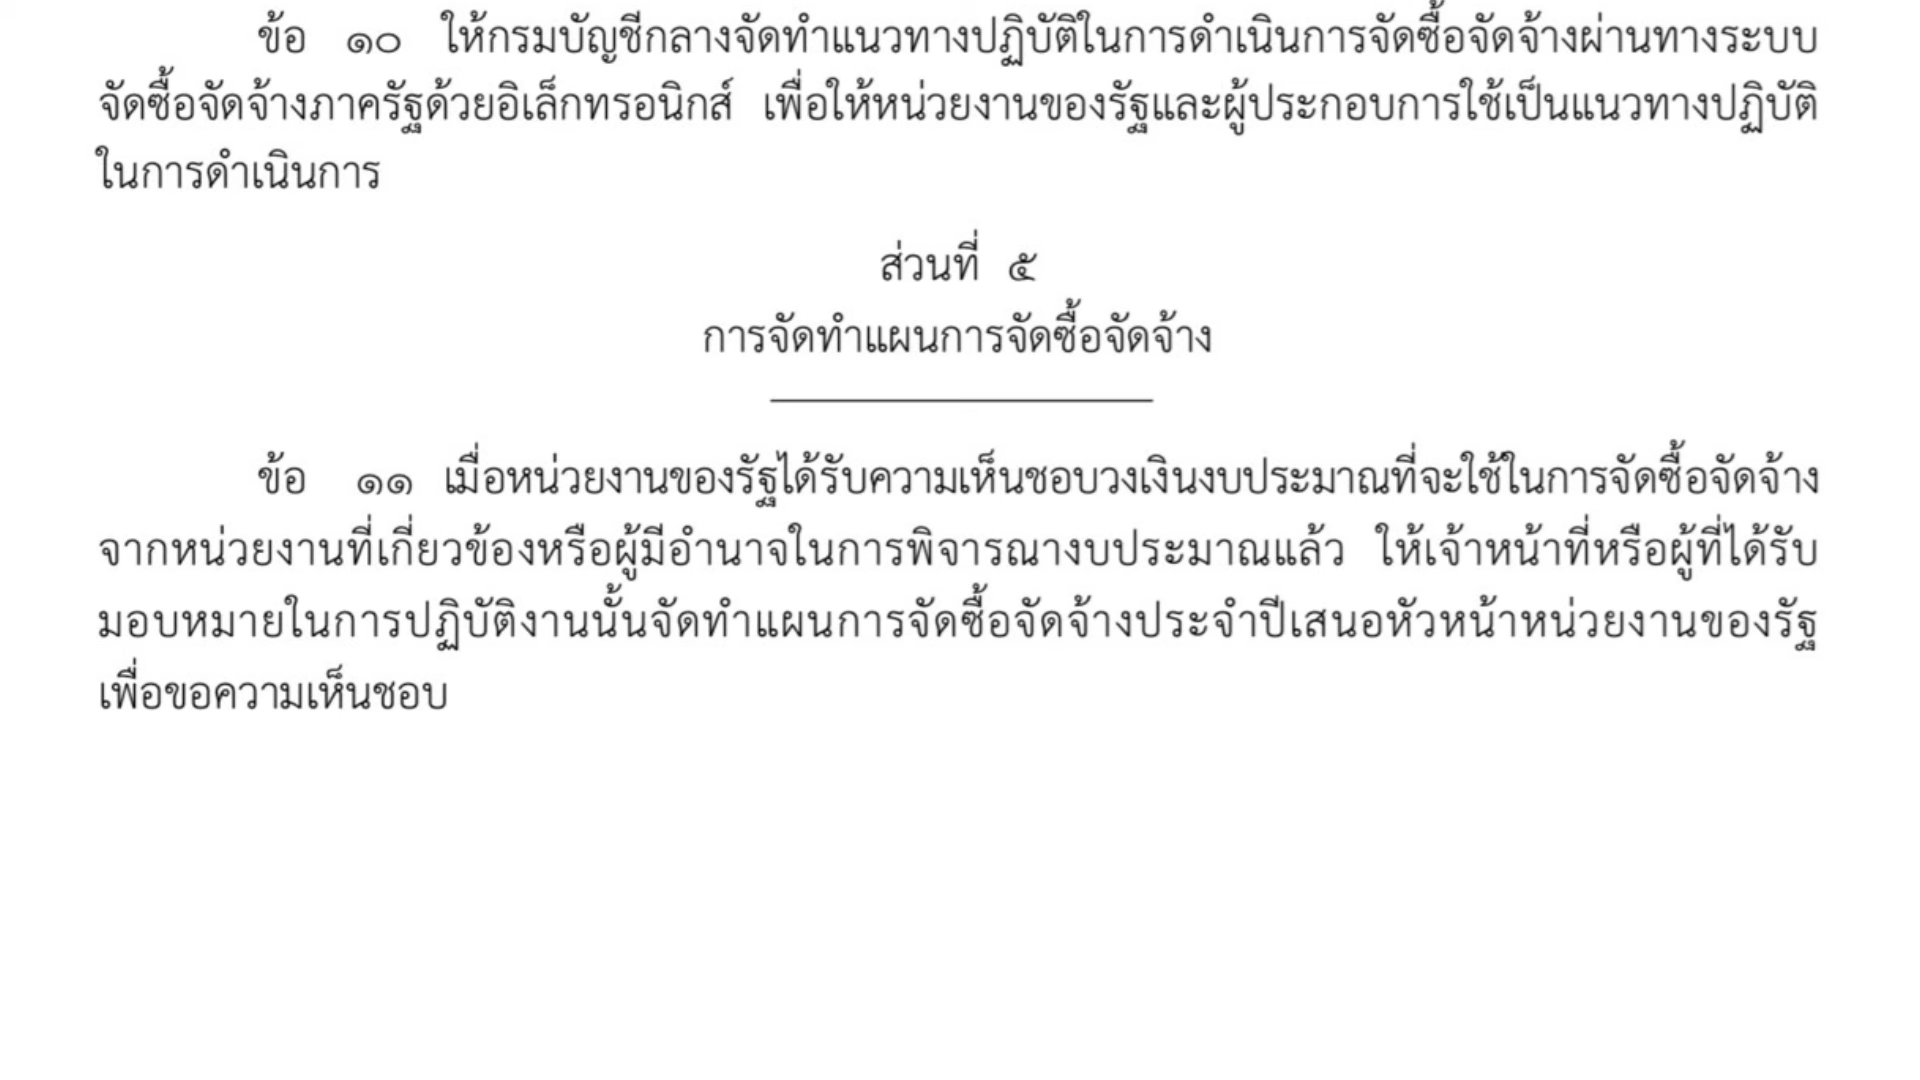 ข้อ ๑๐ ให้กรมบัญชีกลางจัดทำแนวทางปฏิบัติในการดำเนินการจัดซื้อจัดจ้างผ่านทางระบบ
จัดซื้อจัดจ้างภาครัฐด้วยอิเล็กทรอนิกส์ เพื่อให้หน่วยงานของรัฐและผู้ประกอบการใช้เป็นแนวทางปฏิบัติ
ในการดำเนินการ
ส่วนที่ ๕
การจัดทำแผนการจัดซื้อจัดจ้าง
ข้อ ๑๑ เมื่อหน่วยงานของรัฐได้รับความเห็นชอบวงเงินงบประมาณที่จะใช้ในการจัดซื้อจัดจ้าง
จากหน่วยงานที่เกี่ยวข้องหรือผู้มีอำนาจในการพิจารณางบประมาณแล้ว ให้เจ้าหน้าที่หรือผู้ที่ได้รับ
มอบหมายในการปฏิบัติงานนั้นจัดทำแผนการจัดซื้อจัดจ้างประจำปีเสนอหัวหน้าหน่วยงานของรัฐ
เพื่อขอความเห็นชอบ